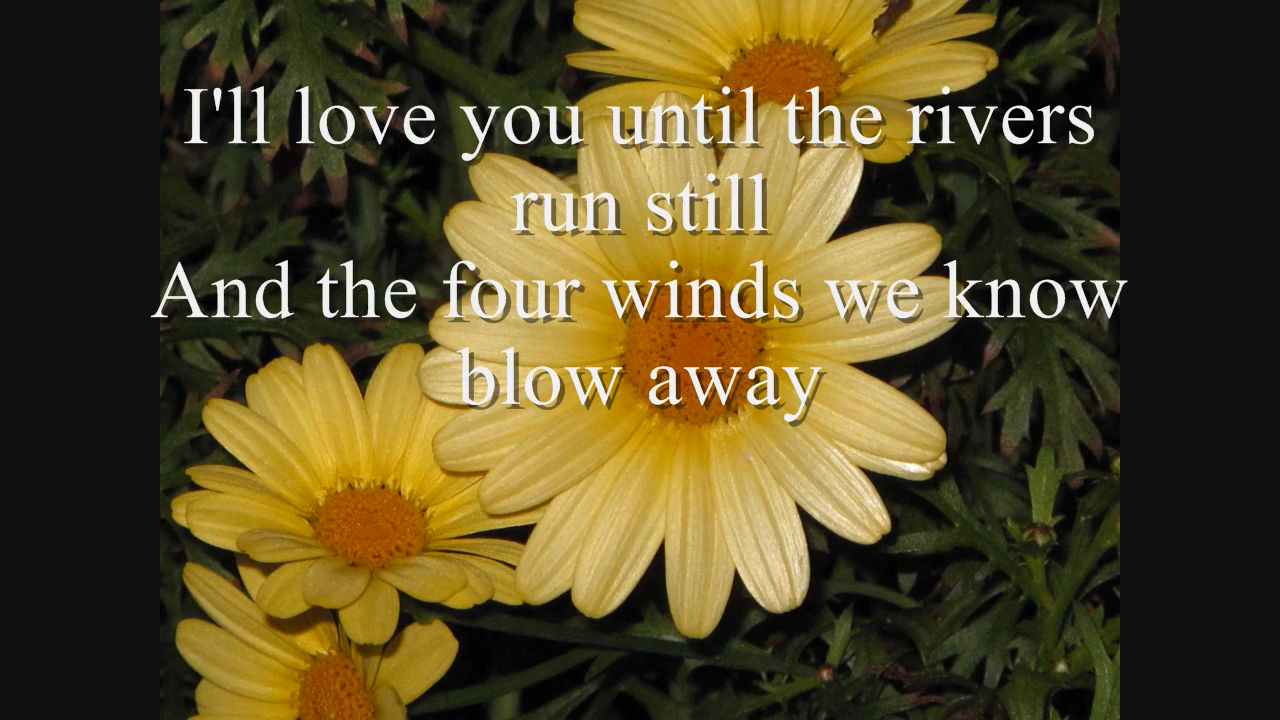 I'll love you until the rivers
run still
And the four winds we know
blow away